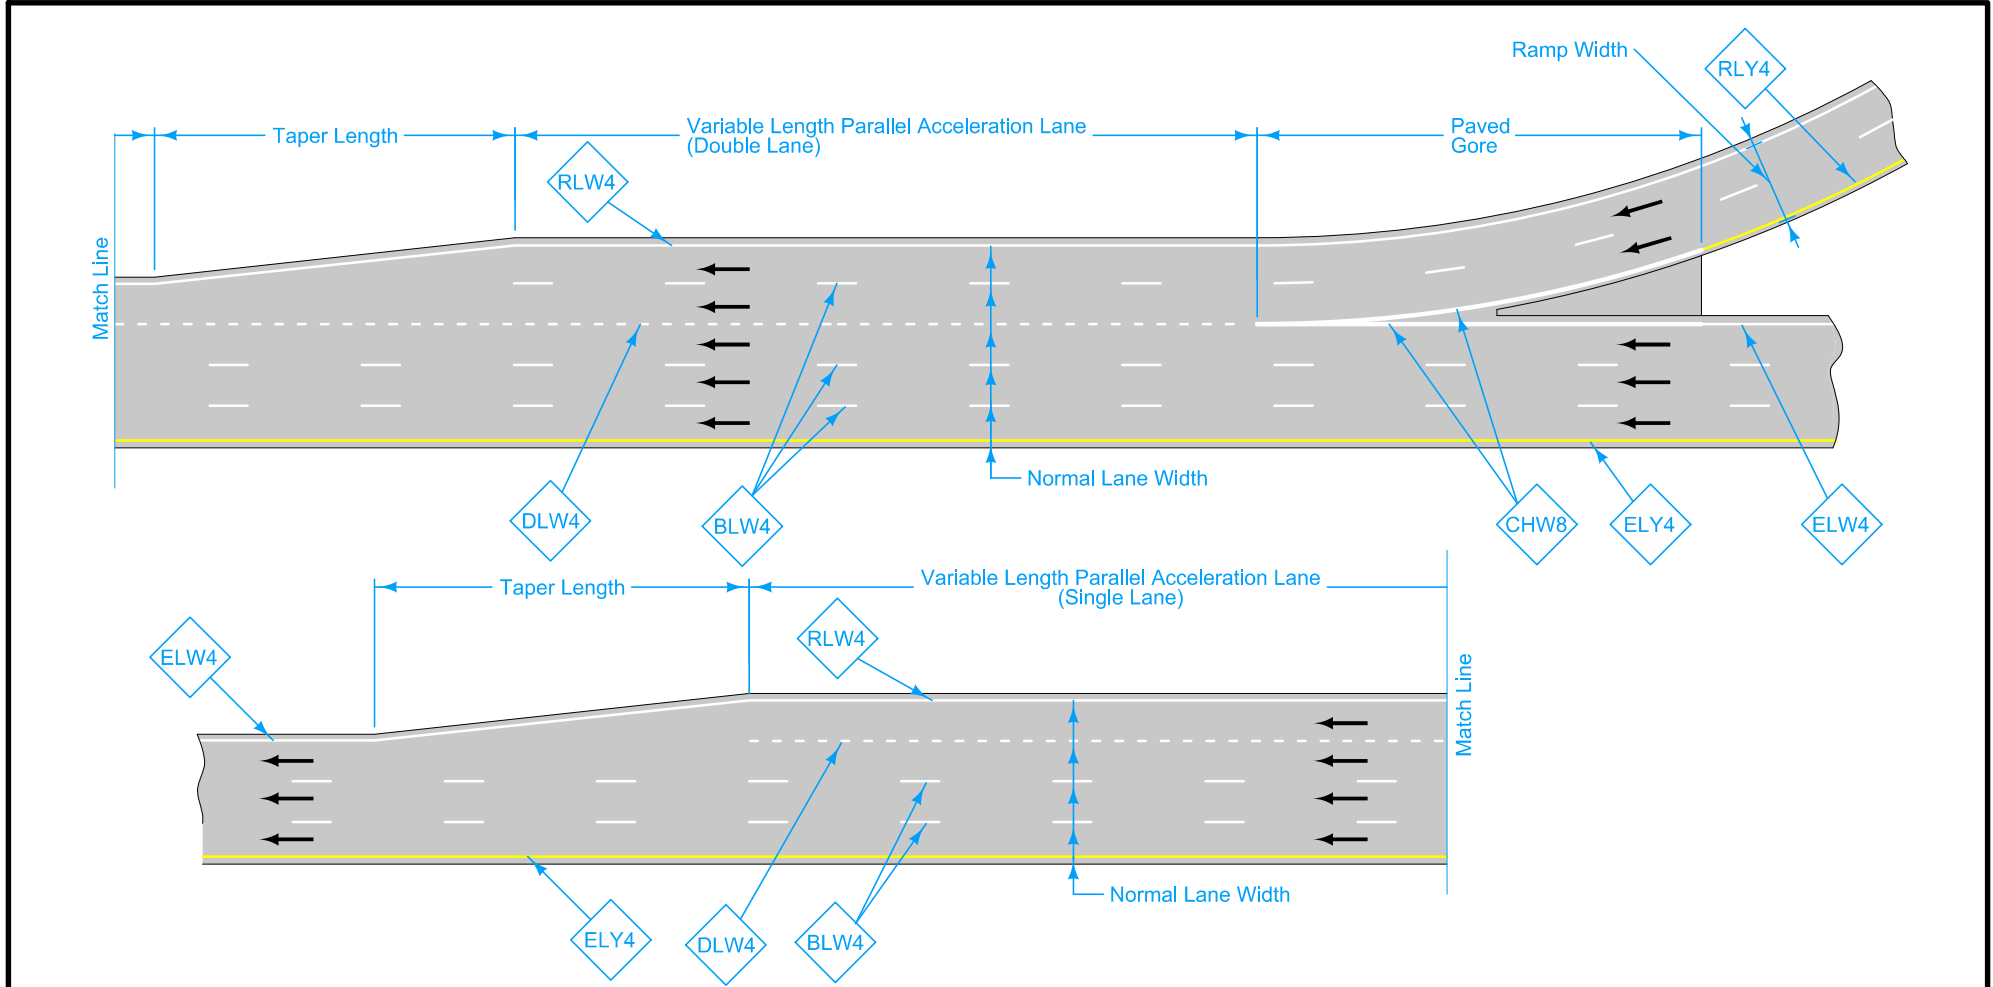 Ramp Width
RLY4
Taper Length
Variable Length Parallel Acceleration Lane
(Double Lane)
Paved
Gore
RLW4
Match Line
Normal Lane Width
DLW4
BLW4
CHW8
ELY4
ELW4
Taper Length
Variable Length Parallel Acceleration Lane
(Single Lane)
ELW4
RLW4
Match Line
Normal Lane Width
ELY4
DLW4
BLW4